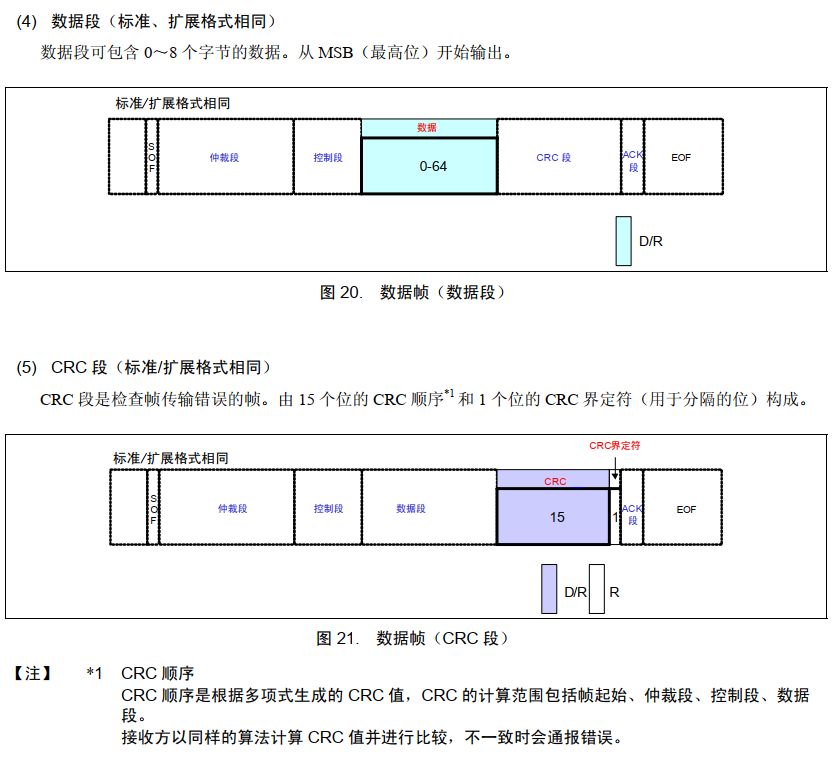 (4) 数据段（标准、扩展格式相同）
数据段可包含 0～8 个字节的数据。从 MSB（最高位）开始输出。
标准/扩展格式相同
SOF
仲裁段
控制段
数据
0-64
CRC 段
ACK段
EOF
D/R
图 20. 数据帧（数据段）
(5) CRC 段（标准/扩展格式相同）
CRC 段是检查帧传输错误的帧。由 15 个位的 CRC 顺序*1 和 1 个位的 CRC 界定符（用于分隔的位）构成。
CRC界定符
标准/扩展格式相同
SOF
仲裁段
控制段
数据段
CRC
15
1
ACK段
EOF
D/R
R
图 21. 数据帧（CRC 段）
【注】 *1 CRC 顺序
CRC 顺序是根据多项式生成的 CRC 值，CRC 的计算范围包括帧起始、仲裁段、控制段、数据
段。
接收方以同样的算法计算 CRC 值并进行比较，不一致时会通报错误。